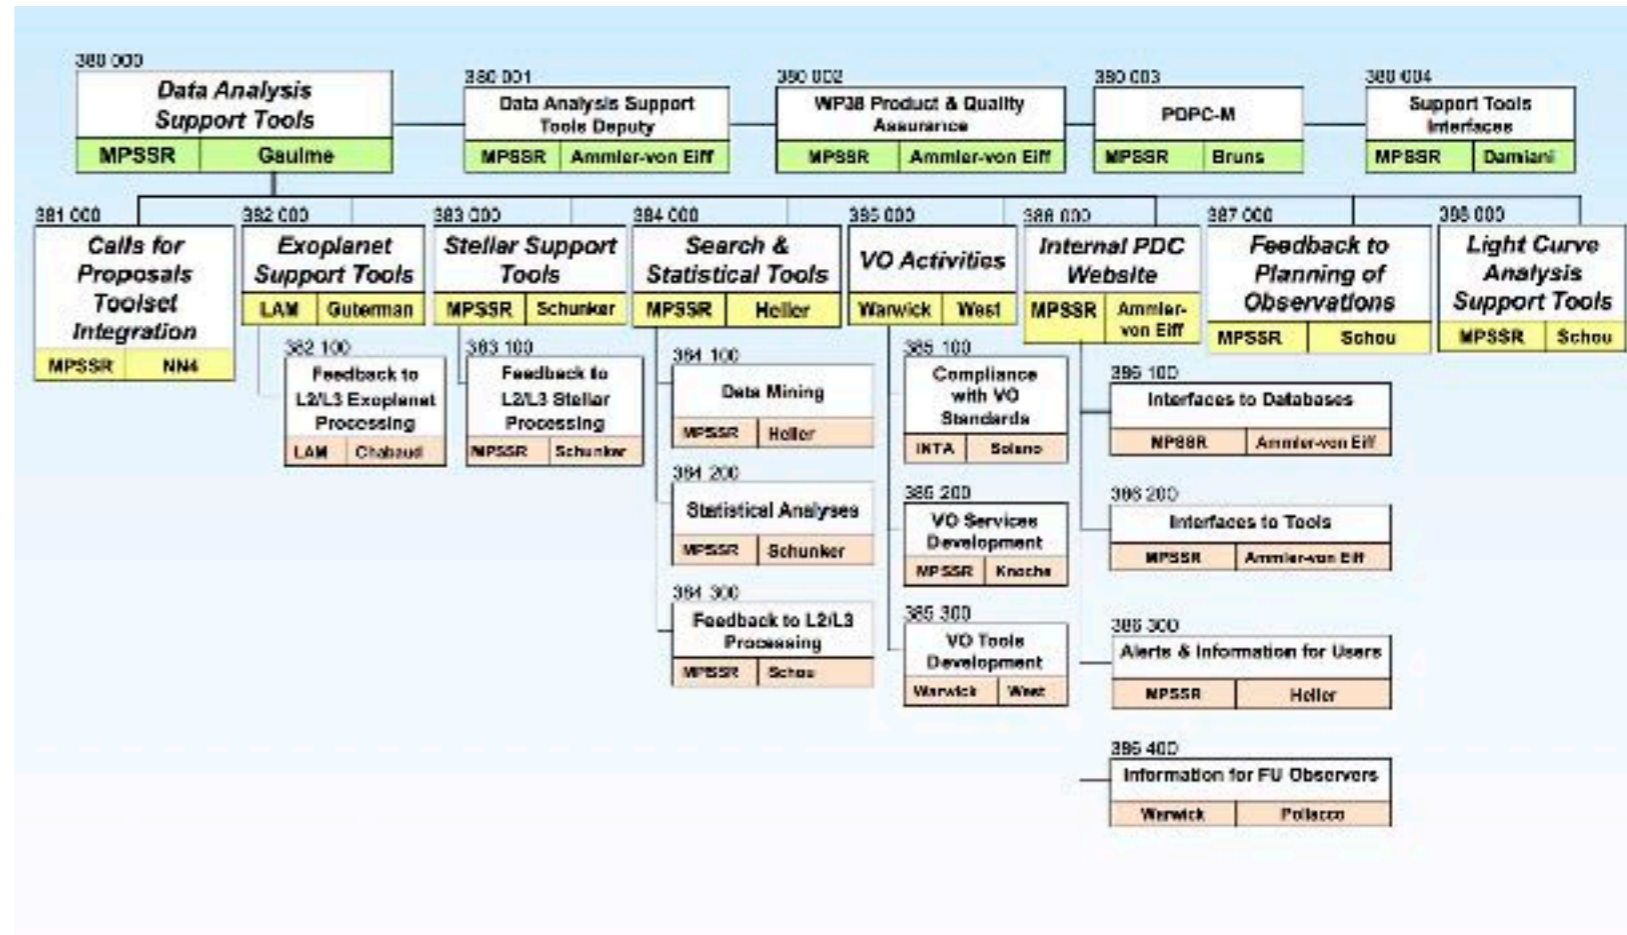 380 000
Data Analysis
Support Tools
MPSSR Gaulme
380 001
Data Analysis Support
Tools Deputy
MPSSR Ammler-von Eiff
380 002
WP38 Product & Quality
Assurance
MPSSR Ammler-von Eiff
380 003
PDPC-M
MPSSR Bruns
380 004
Support Tools
Interfaces
MPSSR Damiani
381 000
Calls for
Proposals
Toolset
Integration
MPSSR NN4
382 000
Exoplanet
Support Tools
LAM Guterman
382 100
Feedback to
L2/L3 Exoplanet
Processing
LAM Chabaud
383 000
Stellar Support
Tools
MPSSR Schunker
383 100
Feedback to
L2/L3 Stellar
Processing
MPSSR Schunker
384 000
Search &
Statistical Tools
MPSSR Heller
384 100
Data Mining
MPSSR Heller
384 200
Statistical Analyses
MPSSR Schunker
384 300
Feedback to L2/L3
Processing
MPSSR Schou
385 000
VO Activities
Warwick West
385 100
Compliance
with VO
Standards
INTA Solano
385 200
VO Services
Development
MPSSR Knoche
385 300
VO Tools
Development
Warwick West
386 000
Internal PDC
Website
MPSSR Ammler-
von Eiff
386 100
Interfaces to Databases
MPSSR Ammler-von Eiff
386 200
Interfaces to Tools
MPSSR Ammler-von Eiff
386 300
Alerts & Information for Users
MPSSR Heller
386 400
Information for FU Observers
Warwick Pollacco
387 000
Feedback to
Planning of
Observations
MPSSR Schou
398 000
Light Curve
Analysis
Support Tools
MPSSR Schou